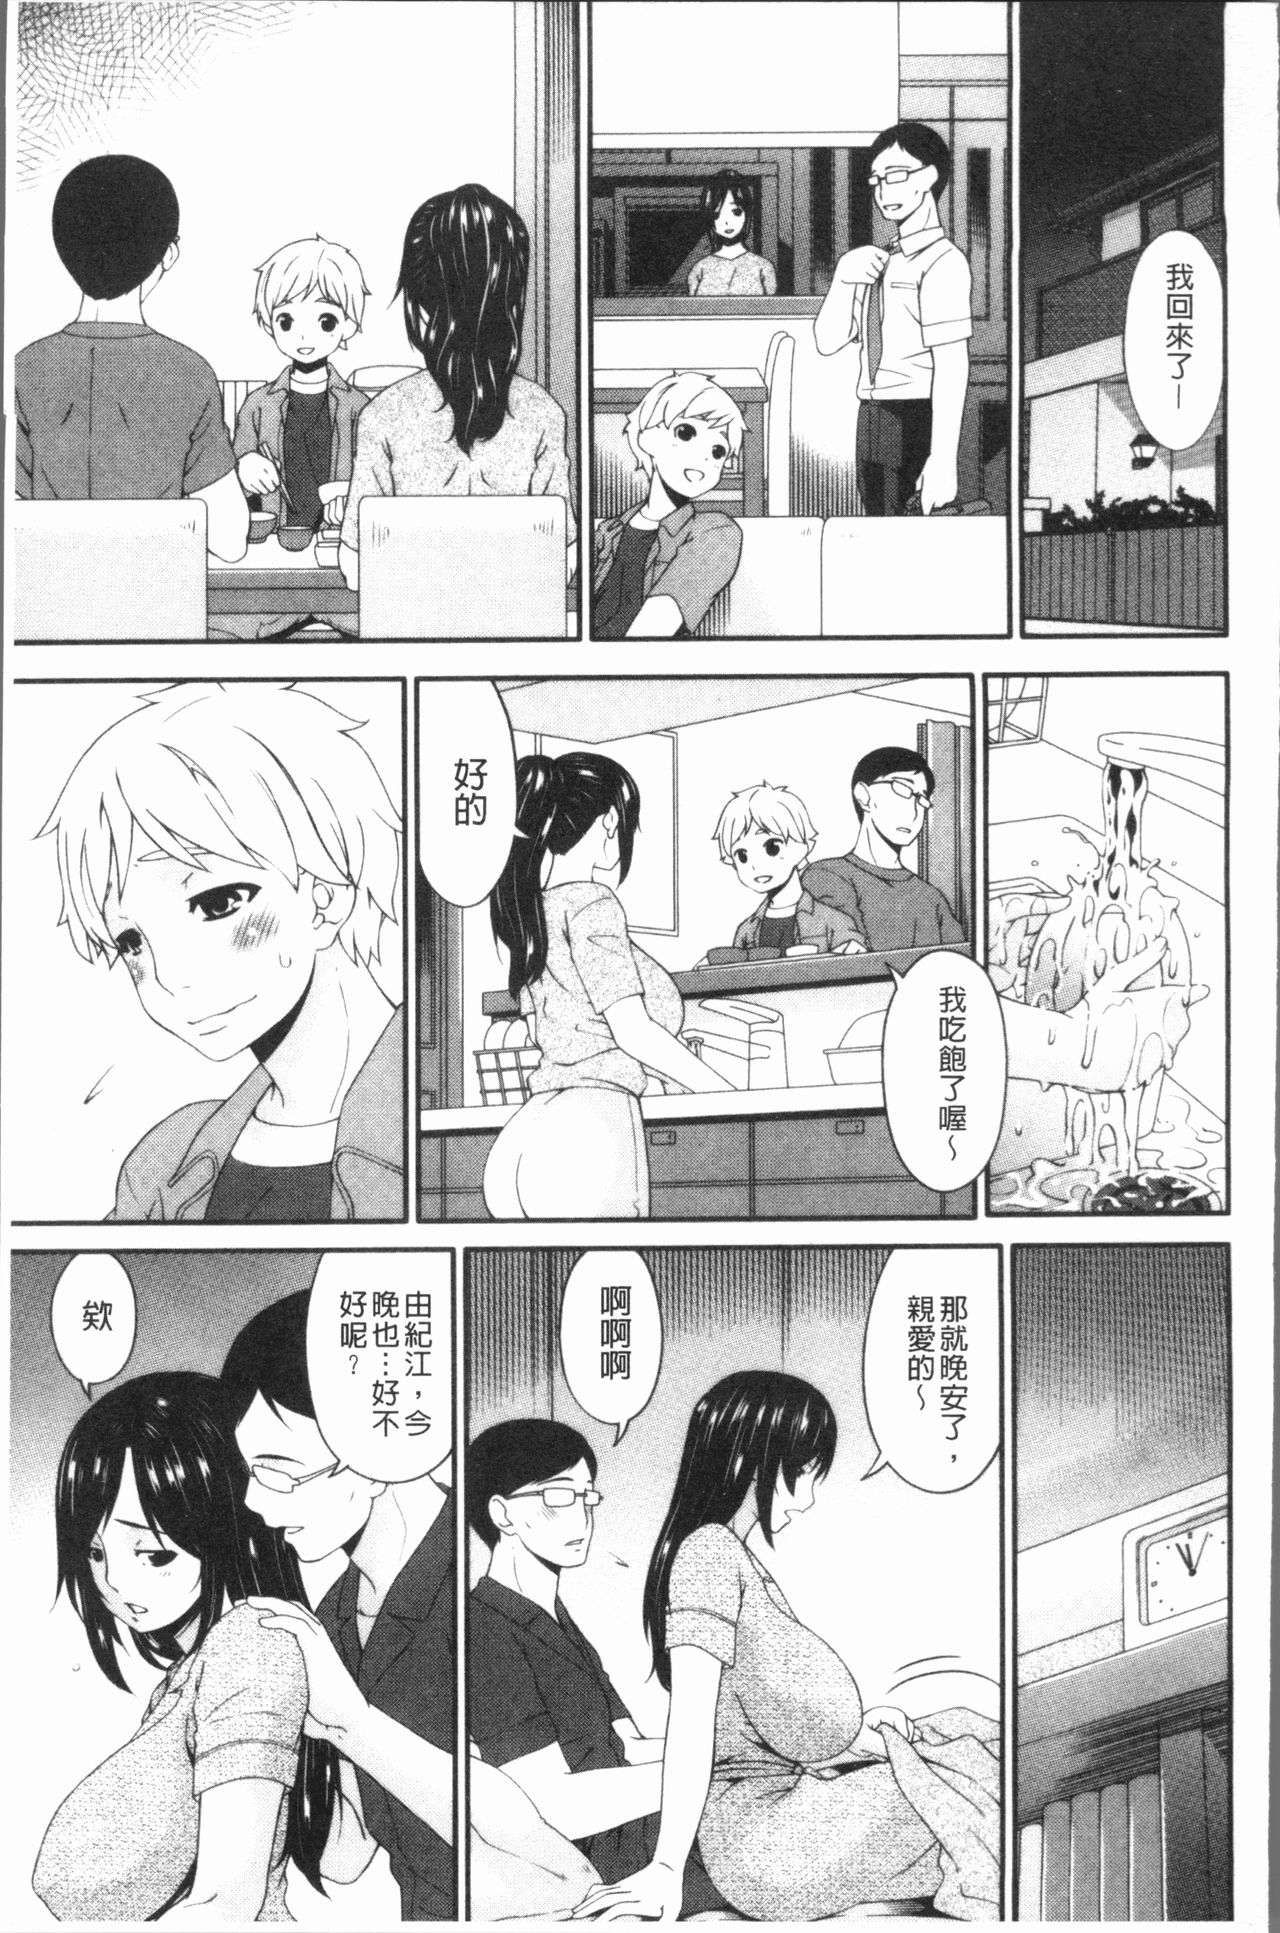 我回來了—
我吃飽了喔～
好的
那就晚安了，
親愛的～
啊啊啊
由紀江，今
晚也…好不
好呢？
欸